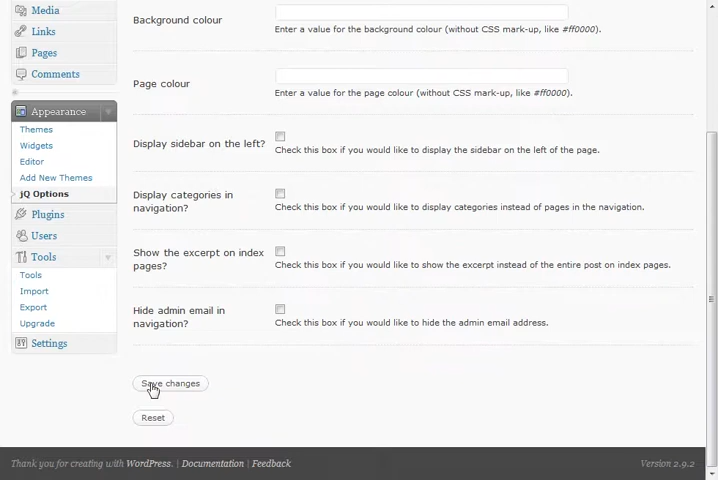 Media
Links
Pages
Comments
Appearance
Themes
Widgets
Editor
Add New Themes
jQ Options
Plugins
Users
Tools
Tools
Import
Export
Upgrade
Settings
Background colour
Enter a value for the background colour (without CSS mark-up, like #ff0000).
Page colour
Enter a value for the page colour (without CSS mark-up, like #ff0000).
Display sidebar on the left?
Check this box if you would like to display the sidebar on the left of the page.
Display categories in
navigation?
Check this box if you would like to display categories instead of pages in the navigation.
Show the excerpt on index
pages?
Check this box if you would like to show the excerpt instead of the entire post on index pages.
Hide admin email in
navigation?
Check this box if you would like to hide the admin email address.
Save changes
Reset
Thank you for creating with WordPress. | Documentation | Feedback
Version 2.9.2